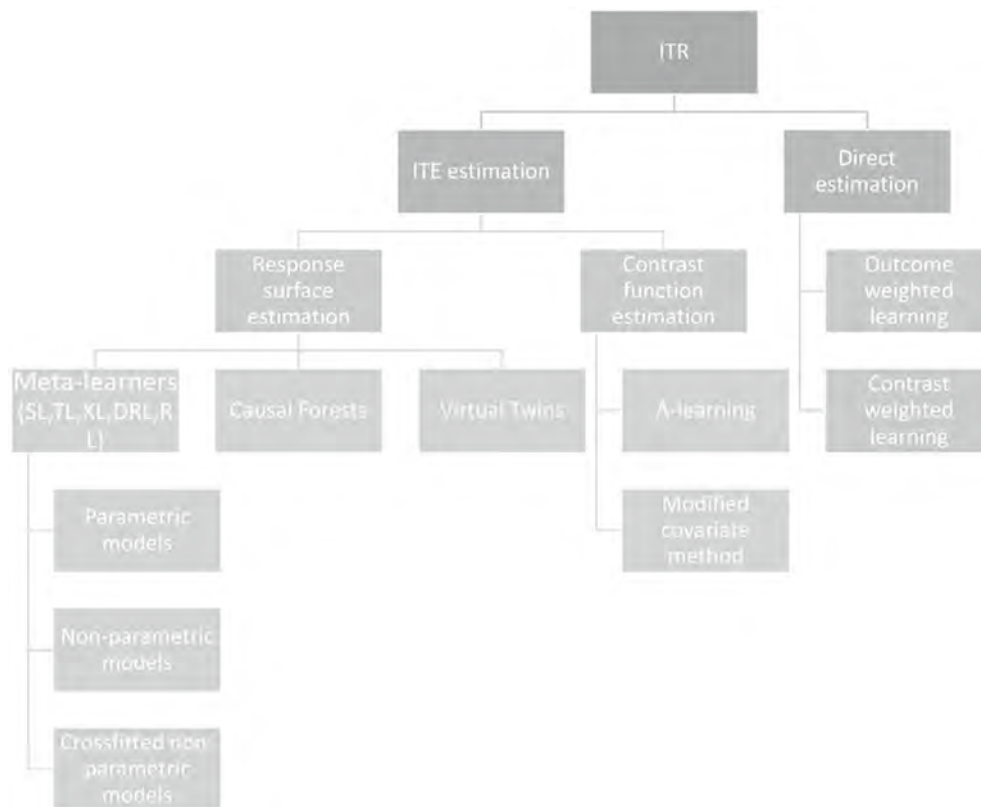 ITR
ITE estimation
Direct
estimation
Response
surface
estimation
Contrast
function
estimation
Outcome
weighted
learning
Meta-learners
(SL,TL,XL,DRL,R
L)
Causal Forests
Virtual Twins
A-learning
Contrast
weighted
learning
Parametric
models
Modified
covariate
method
Non-parametric
models
Crossfitted non-
parametric
models